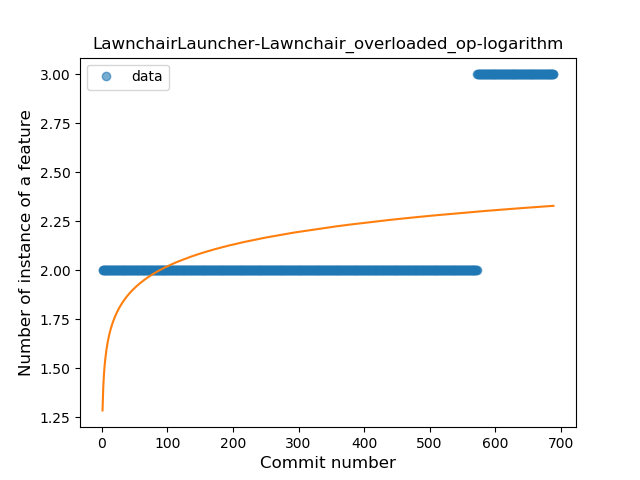 LawnchairLauncher-Lawnchair_overloaded_op-logarithm
data
3.00
2.75
2.50
2.25
2.00
1.75
1.50
1.25
Number of instance of a feature
0 100 200 300 400 500 600 700
Commit number